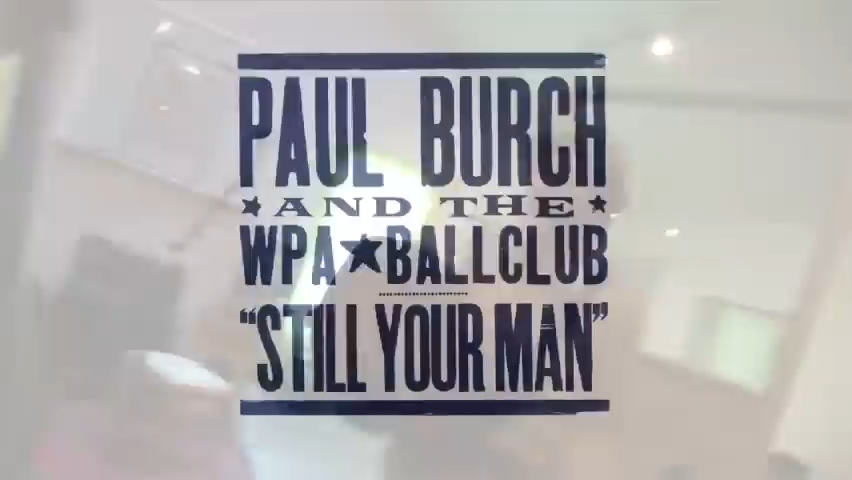 PAUL BURCH
★ AND THE ★
WPA★BALLCLUB
“STILL YOUR MAN”